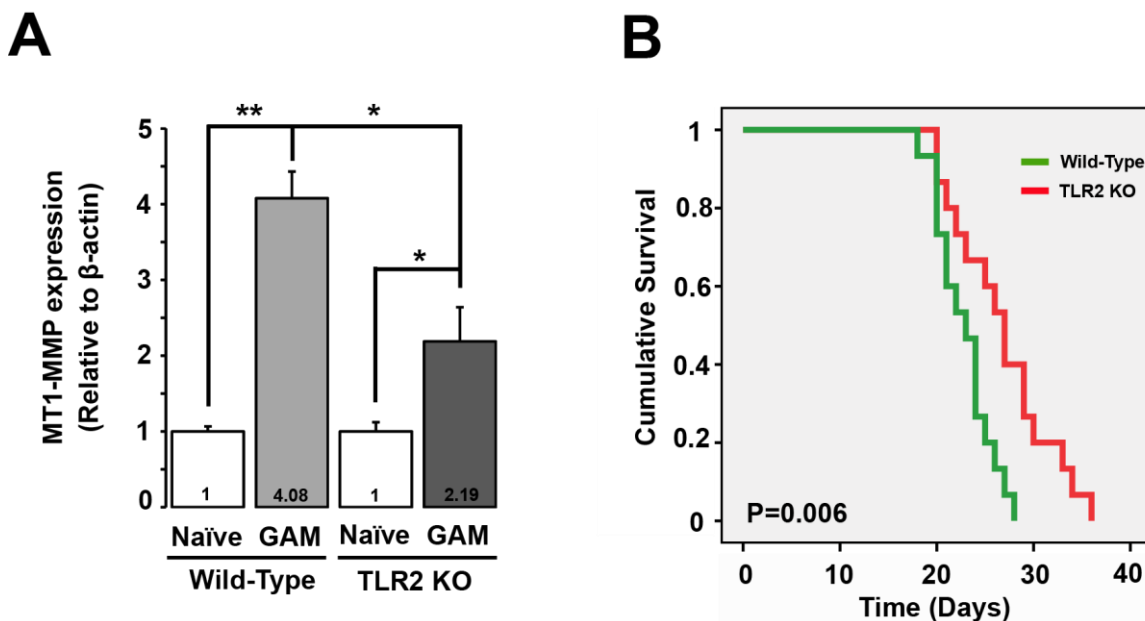 A
** *
*
5
4
3
2
1
0
MT1-MMP expression
(Relative to β-actin)
1 4.08 1 2.19
Naïve GAM Naïve GAM
Wild-Type TLR2 KO
B
1
0.8
0.6
0.4
0.2
0
Cumulative Survival
Wild-Type
TLR2 KO
P=0.006
0 10 20 30 40
Time (Days)